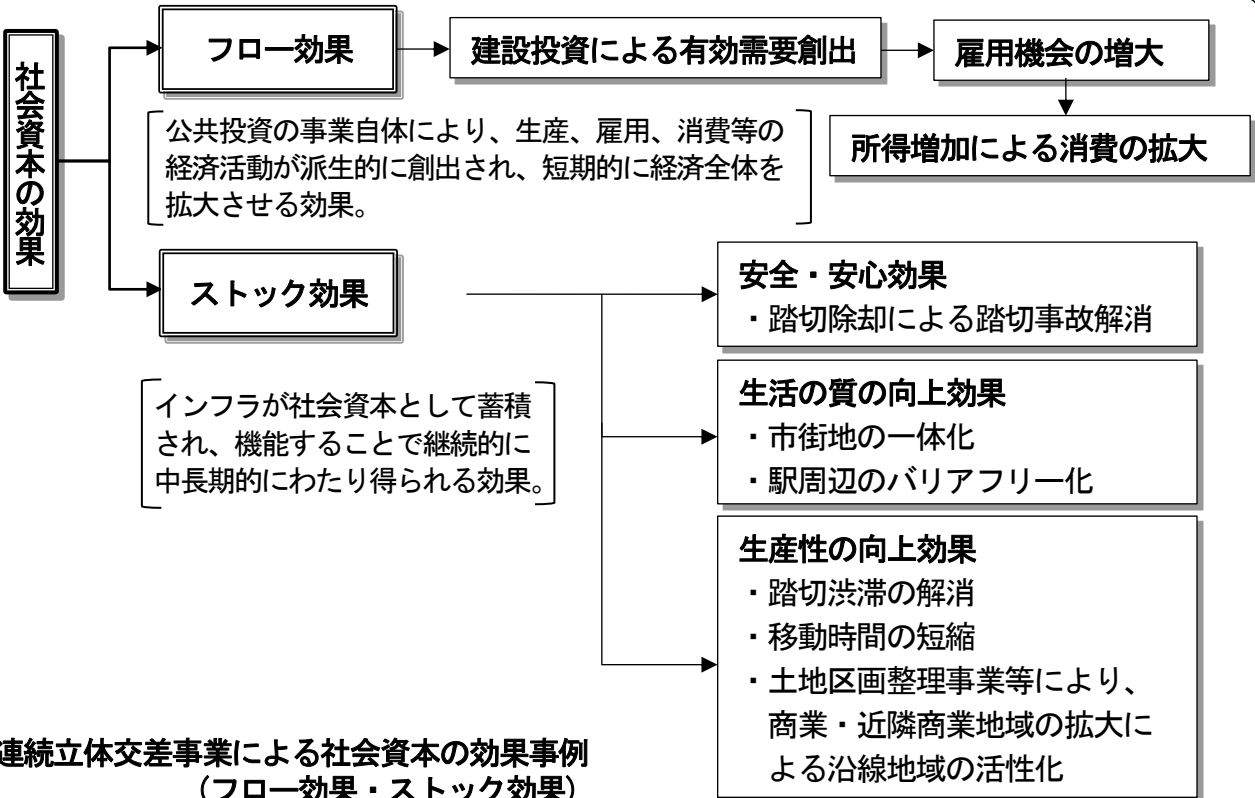 社会資本の効果
フロー効果
建設投資による有効需要創出
雇用機会の増大
所得増加による消費の拡大
公共投資の事業自体により、生産、雇用、消費等の
経済活動が派生的に創出され、短期的に経済全体を
拡大させる効果。
ストック効果
インフラが社会資本として蓄積
され、機能することで継続的に
中長期的にわたり得られる効果。
安全・安心効果
・踏切除却による踏切事故解消
生活の質の向上効果
・市街地の一体化
・駅周辺のバリアフリー化
生産性の向上効果
・踏切渋滞の解消
・移動時間の短縮
・土地区画整理事業等により、
商業・近隣商業地域の拡大に
よる沿線地域の活性化
連続立体交差事業による社会資本の効果事例
（フロー効果・ストック効果）